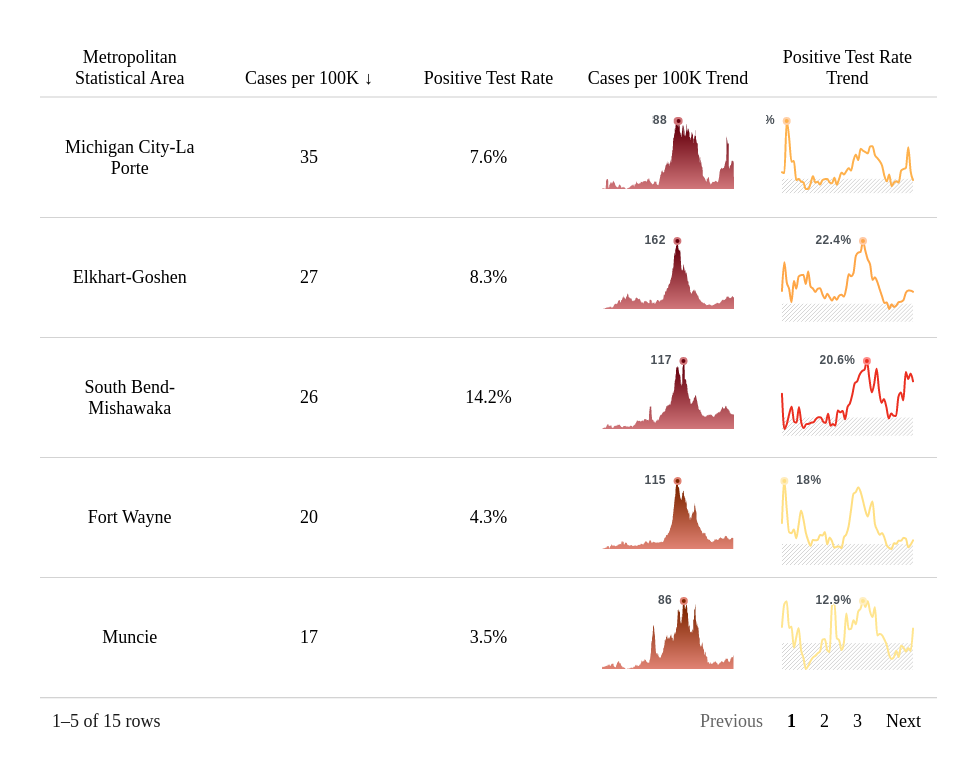 Metropolitan
Statistical Area
Cases per 100K ↓
Positive Test Rate
Cases per 100K Trend
Positive Test Rate
Trend
Michigan City-La
Porte
35
7.6%
88
%
Elkhart-Goshen
27
8.3%
162
22.4%
South Bend-
Mishawaka
26
14.2%
117
20.6%
Fort Wayne
20
4.3%
115
18%
Muncie
17
3.5%
86
12.9%
1–5 of 15 rows
Previous 1 2 3 Next